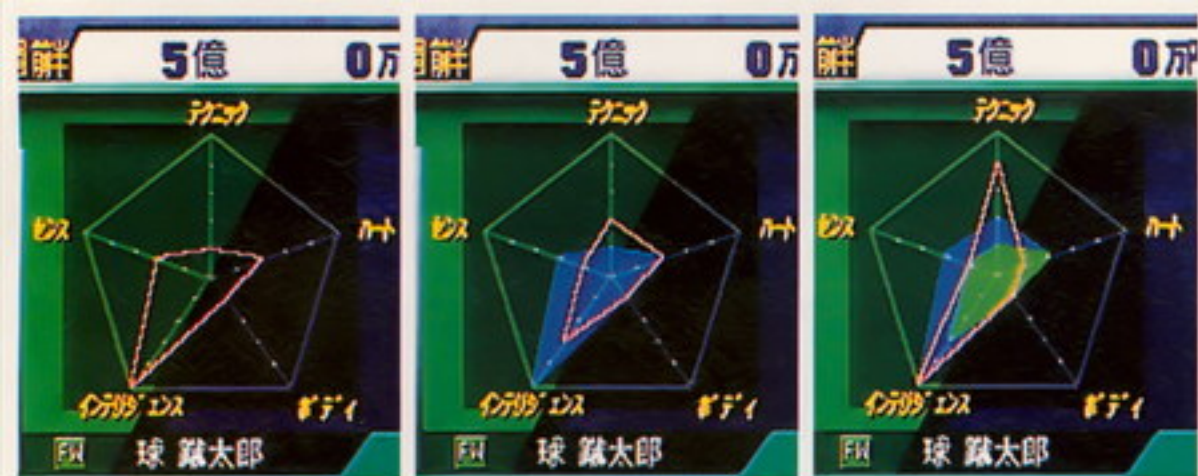 5億 0万
テクニック
センス
ハート
インテリジェンス
ボディ
FW 球 蹴太郎
5億 0万
テクニック
センス
ハート
インテリジェンス
ボディ
FW 球 蹴太郎
5億 0万
テクニック
センス
ハート
インテリジェンス
ボディ
FW 球 蹴太郎